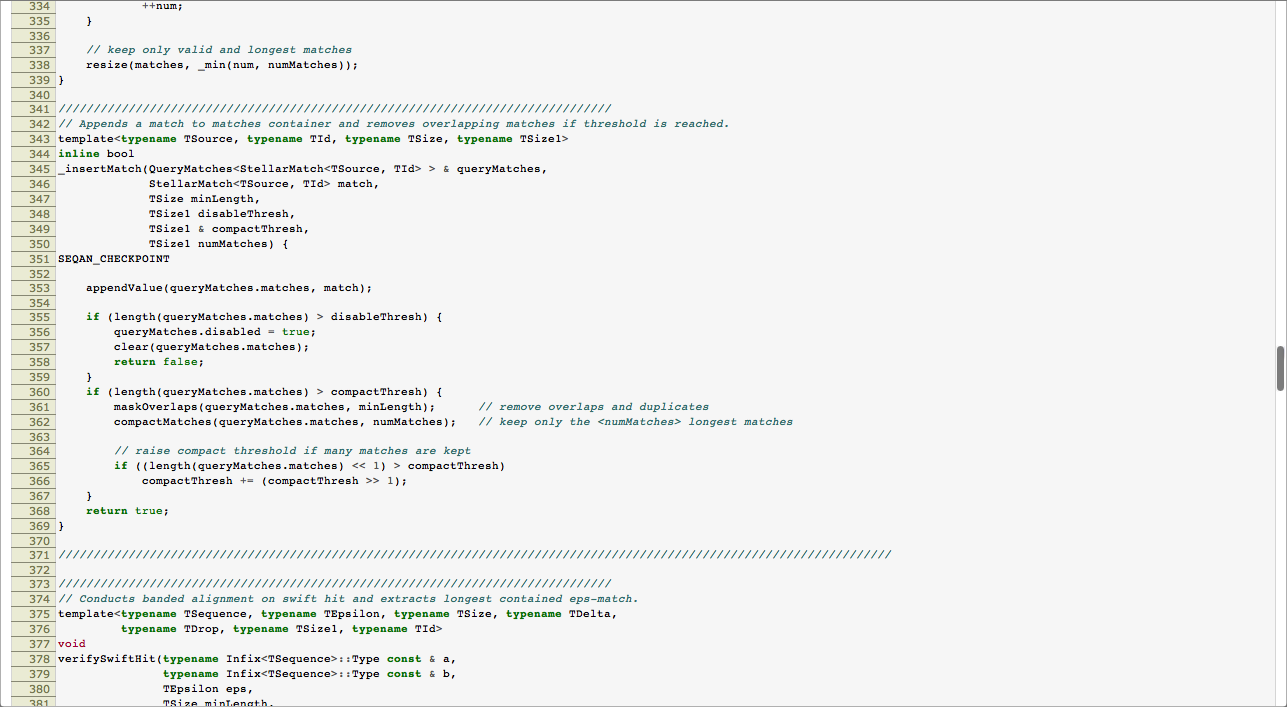 334 ++num;
335 }
336
337 // keep only valid and longest matches
338 resize(matches, _min(num, numMatches));
339 }
340
341 ///////////////////////////////////////////////////////////////////////////////
342 // Appends a match to matches container and removes overlapping matches if threshold is reached.
343 template<typename TSource, typename TId, typename TSize, typename TSize1>
344 inline bool
345 _insertMatch(QueryMatches<StellarMatch<TSource, TId> > & queryMatches,
346 StellarMatch<TSource, TId> match,
347 TSize minLength,
348 TSize1 disableThresh,
349 TSize1 & compactThresh,
350 TSize1 numMatches) {
351 SEQAN_CHECKPOINT
352
353 appendValue(queryMatches.matches, match);
354
355 if (length(queryMatches.matches) > disableThresh) {
356 queryMatches.disabled = true;
357 clear(queryMatches.matches);
358 return false;
359 }
360 if (length(queryMatches.matches) > compactThresh) {
361 maskOverlaps(queryMatches.matches, minLength); // remove overlaps and duplicates
362 compactMatches(queryMatches.matches, numMatches); // keep only the <numMatches> longest matches
363
364 // raise compact threshold if many matches are kept
365 if ((length(queryMatches.matches) << 1) > compactThresh)
366 compactThresh += (compactThresh >> 1);
367 }
368 return true;
369 }
370
371 ///////////////////////////////////////////////////////////////////////////////////////////////////////////////////////
372
373 ///////////////////////////////////////////////////////////////////////////////
374 // Conducts banded alignment on swift hit and extracts longest contained eps-match.
375 template<typename TSequence, typename TEpsilon, typename TSize, typename TDelta,
376 typename TDrop, typename TSize1, typename TId>
377 void
378 verifySwiftHit(typename Infix<TSequence>::Type const & a,
379 typename Infix<TSequence>::Type const & b,
380 TEpsilon eps,
381 TSize minLength,